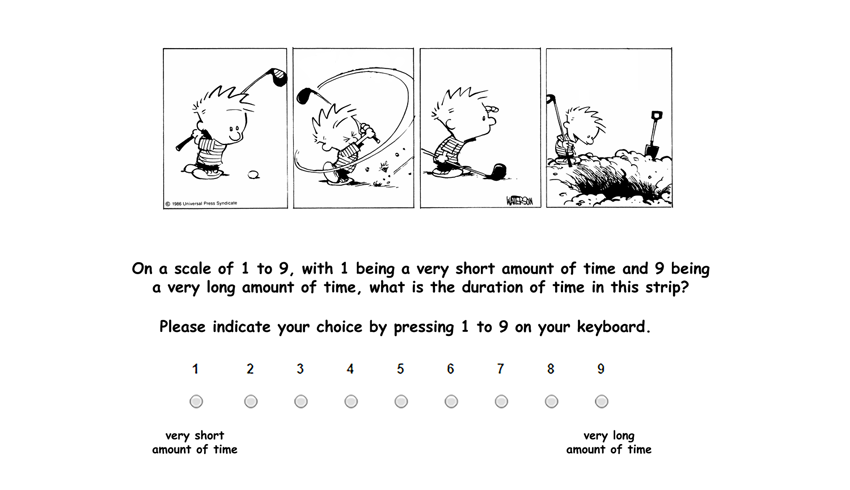 © 1986 Universal Press Syndicate
WATTERSON
On a scale of 1 to 9, with 1 being a very short amount of time and 9 being
a very long amount of time, what is the duration of time in this strip?
Please indicate your choice by pressing 1 to 9 on your keyboard.
1 2 3 4 5 6 7 8 9
very short
amount of time
very long
amount of time